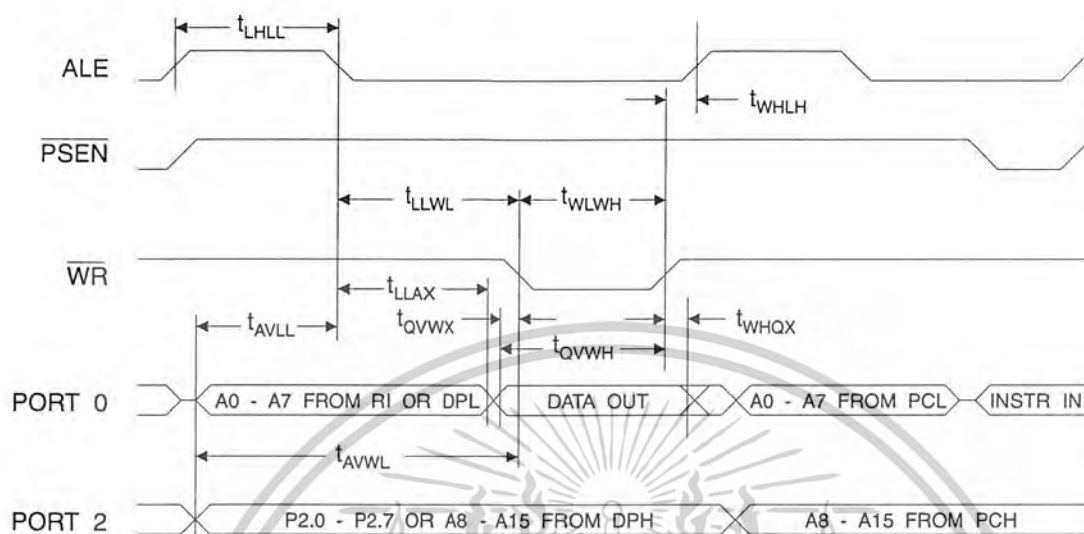 tLHLL
ALE
tWHLH
PSEN
tLLWL
tWLWH
WR
tLLAX
tAVLL
tQVWX
tWHQX
tQVWH
PORT 0
A0 - A7 FROM RI OR DPL
DATA OUT
A0 - A7 FROM PCL
INSTR IN
tAVWL
PORT 2
P2.0 - P2.7 OR A8 - A15 FROM DPH
A8 - A15 FROM PCH